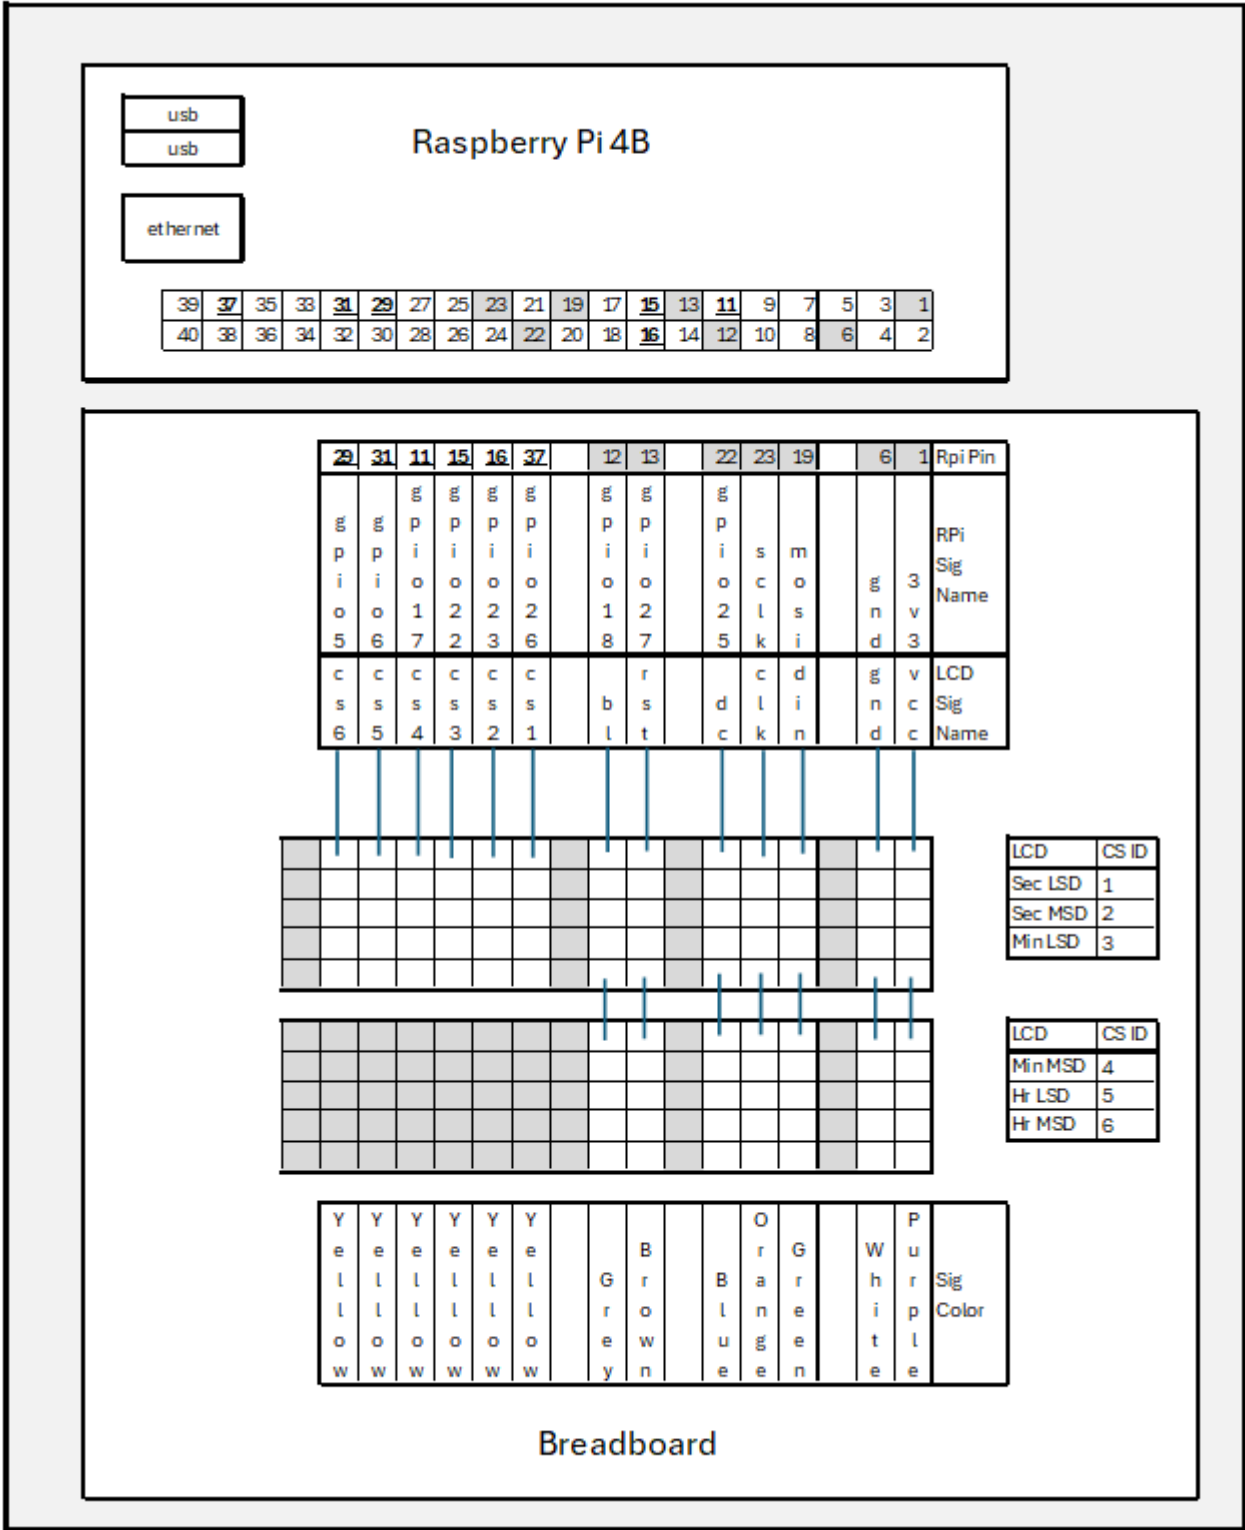 usb
usb
Raspberry Pi 4B
ethernet
39 37 35 33 31 29 27 25 23 21 19 17 15 13 11 9 7 5 3 1
40 38 36 34 32 30 28 26 24 22 20 18 16 14 12 10 8 6 4 2
29 31 11 15 16 37 12 13 22 23 19 6 1 Rpi Pin
gpio5 gpio6 gpio17 gpio22 gpio23 gpio26 gpio18 gpio27 gpio25 sclk mosi gnd 3v3 RPi Sig Name
cs6 cs5 cs4 cs3 cs2 cs1 bl rst dc clk din gnd vcc LCD Sig Name
LCD CS ID
Sec LSD 1
Sec MSD 2
Min LSD 3
LCD CS ID
Min MSD 4
Hr LSD 5
Hr MSD 6
Yellow Yellow Yellow Yellow Yellow Yellow Grey Brown Blue Orange Green White Purple Sig Color
Breadboard